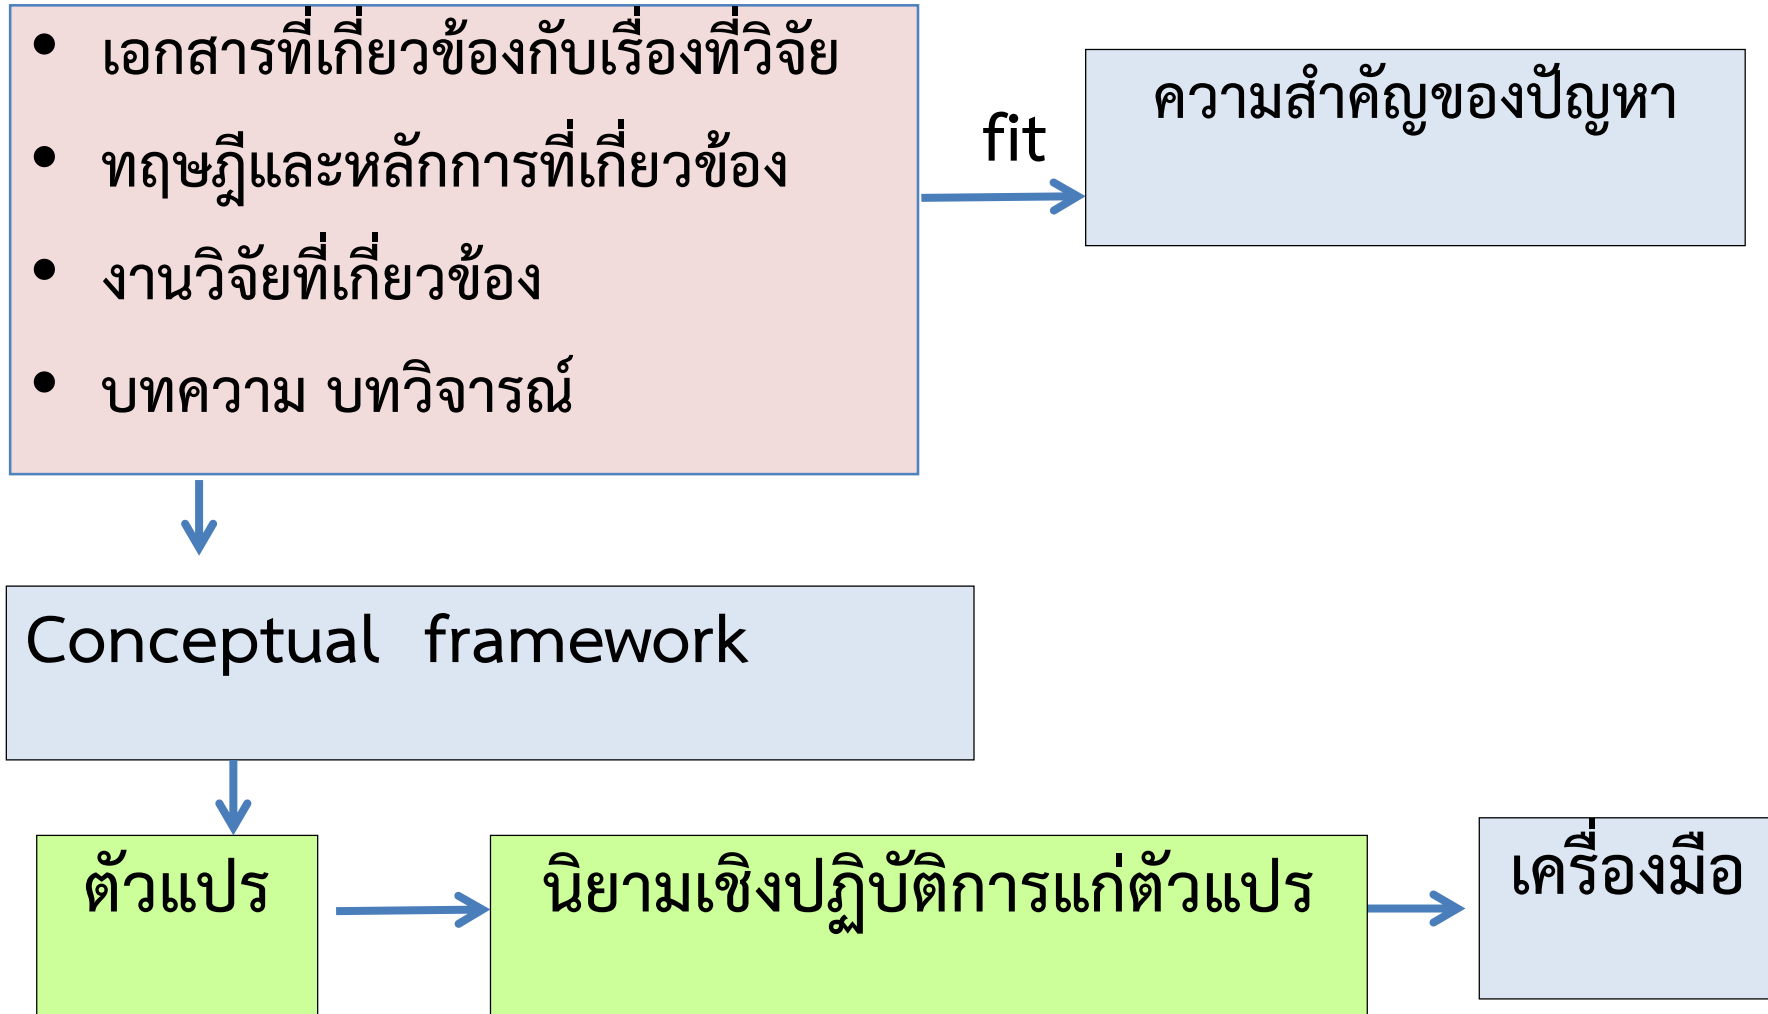 • เอกสารที่เกี่ยวข้องกับเรื่องที่วิจัย
• ทฤษฎีและหลักการที่เกี่ยวข้อง
• งานวิจัยที่เกี่ยวข้อง
• บทความ บทวิจารณ์
fit
ความสำคัญของปัญหา
Conceptual framework
ตัวแปร
นิยามเชิงปฏิบัติการแก่ตัวแปร
เครื่องมือ